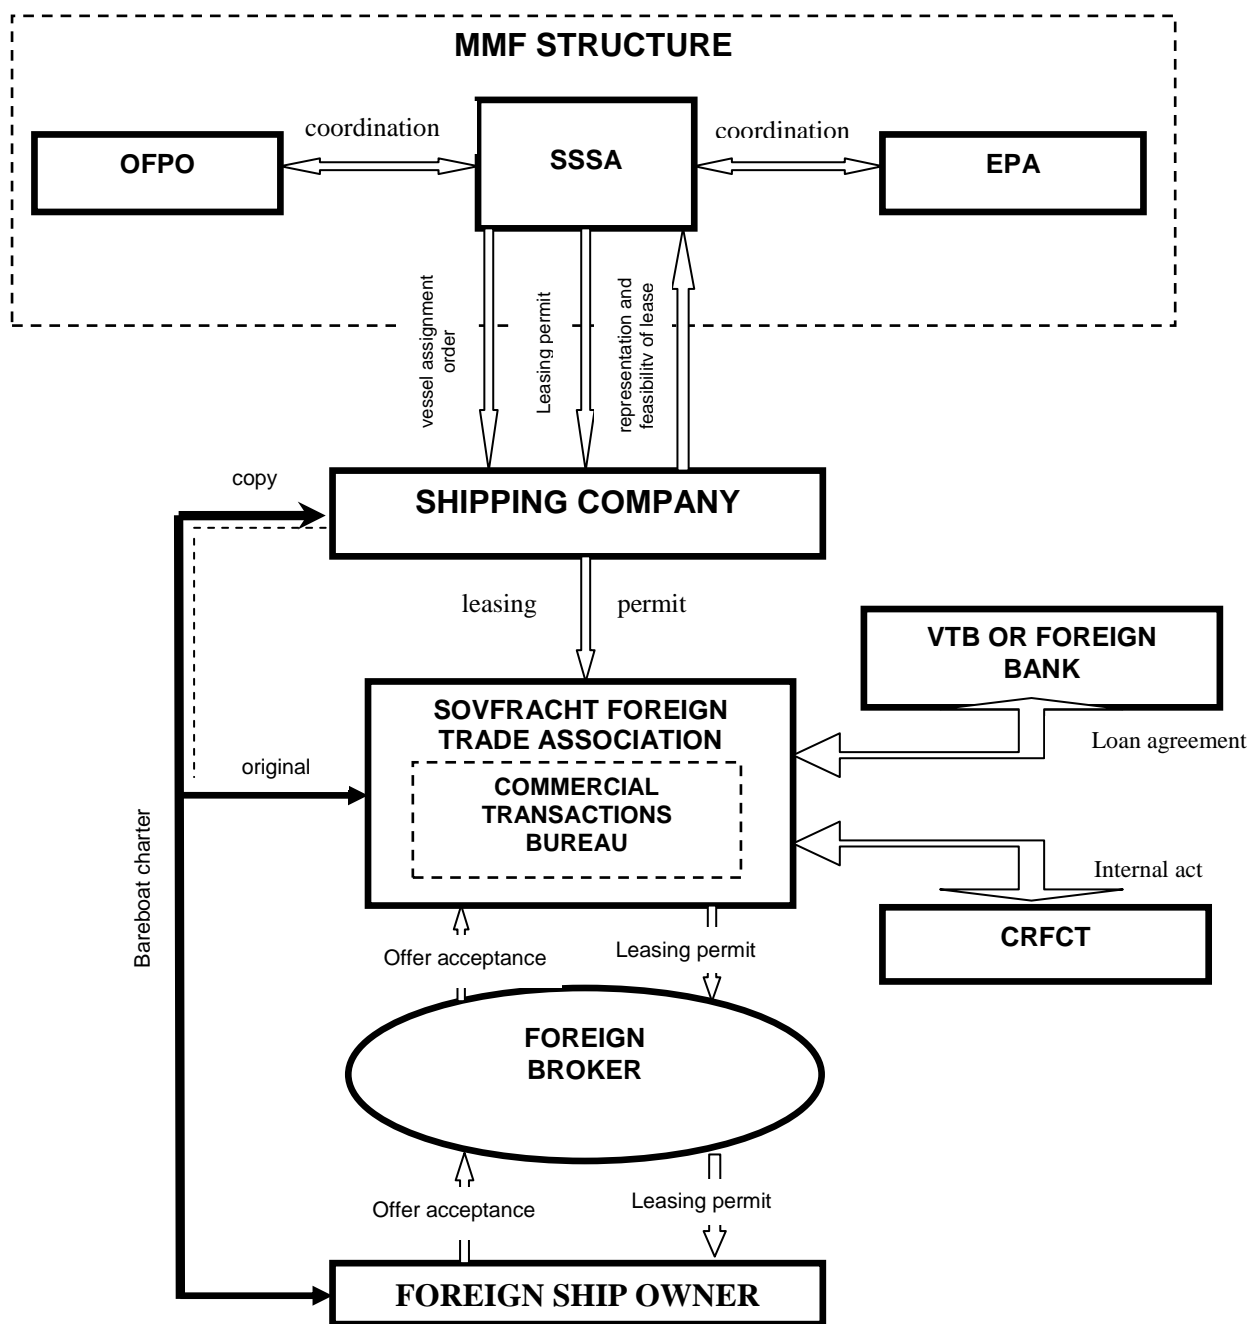 MMF STRUCTURE
coordination
coordination
OFPO
SSSA
EPA
vessel assignment
order
Leasing permit
representation and
feasibility of lease
copy
SHIPPING COMPANY
leasing
permit
VTB OR FOREIGN
BANK
Loan agreement
SOVFRACHT FOREIGN
TRADE ASSOCIATION
COMMERCIAL
TRANSACTIONS
BUREAU
original
Bareboat charter
Internal act
CRFCT
Offer acceptance
Leasing permit
FOREIGN
BROKER
Offer acceptance
Leasing permit
FOREIGN SHIP OWNER